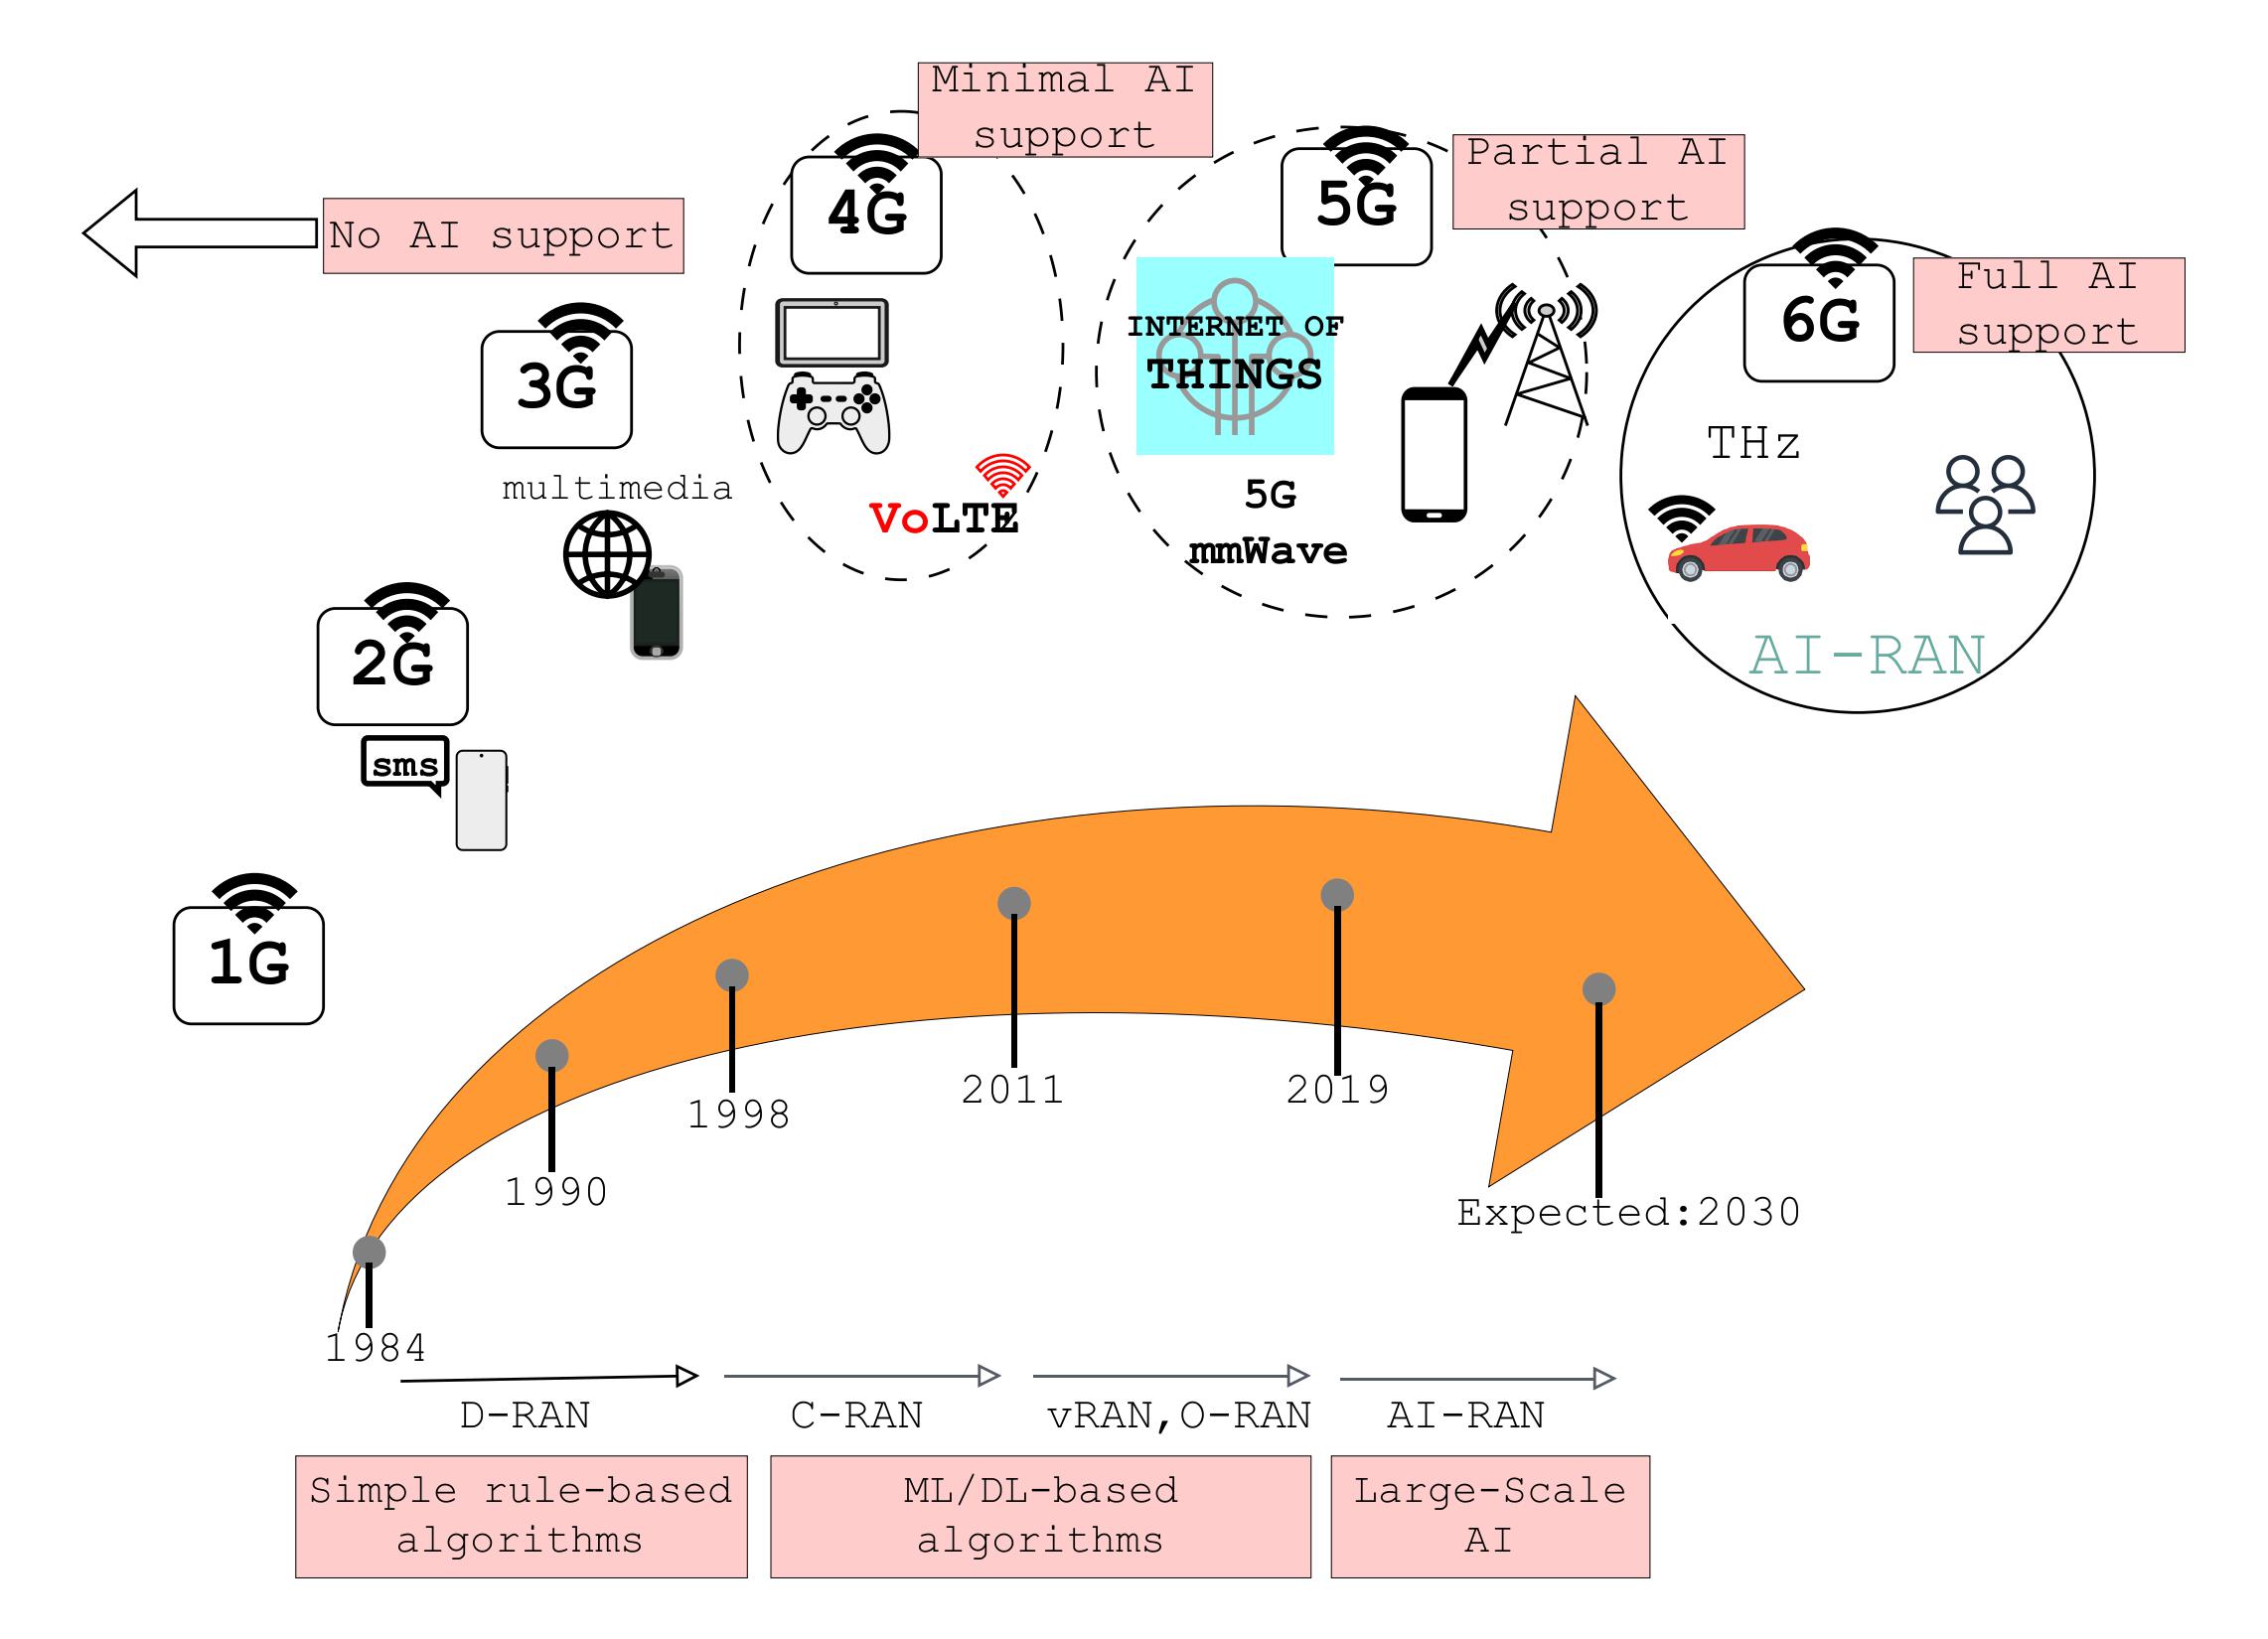 Minimal AI
support
Partial AI
support
No AI support
4G
5G
Full AI
support
6G
3G
INTERNET OF
THINGS
THz
multimedia
VoLTE
5G
mmWave
AI-RAN
2G
sms
1G
1984
1990
1998
2011
2019
Expected:2030
D-RAN
C-RAN
vRAN,O-RAN
AI-RAN
Simple rule-based
algorithms
ML/DL-based
algorithms
Large-Scale
AI